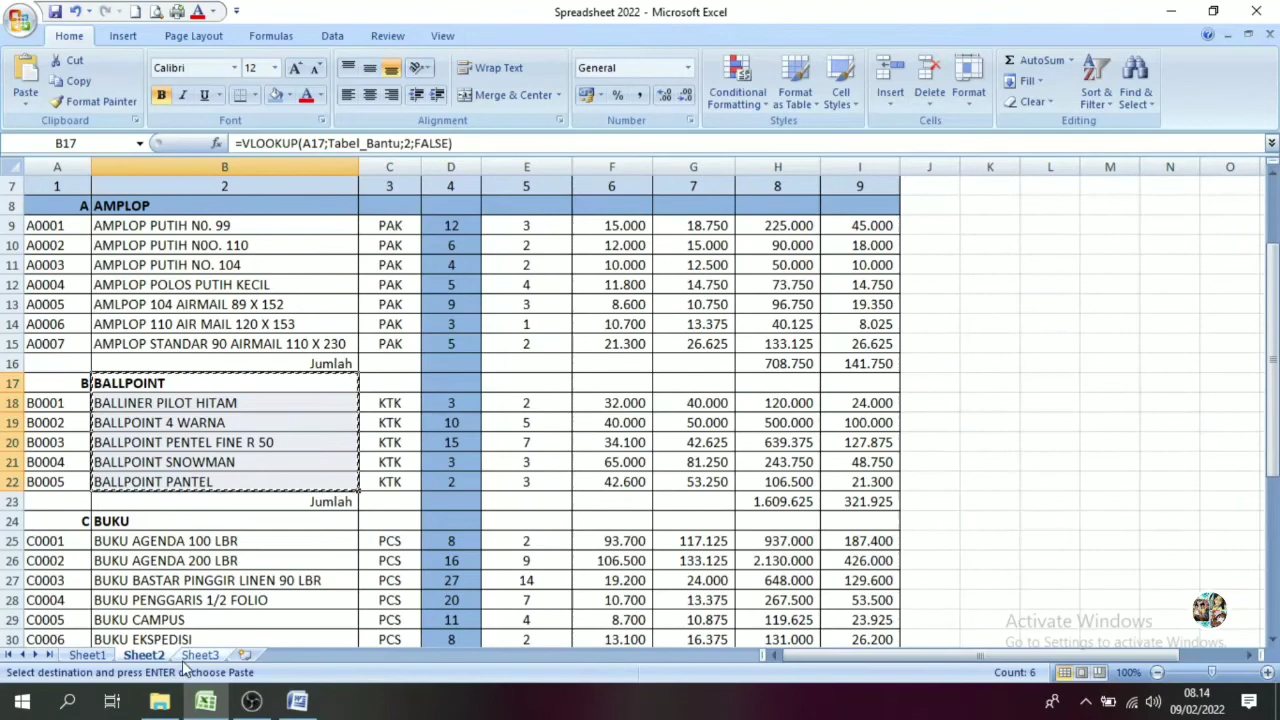 Spreadsheet 2022 - Microsoft Excel
Home Insert Page Layout Formulas Data Review View
Paste Cut Copy Format Painter Clipboard
Calibri 12 B I U A Font
Wrap Text Merge & Center Alignment
General % , Number
Conditional Formatting Format as Table Cell Styles Styles
Insert Delete Format Cells
Σ AutoSum Fill Clear Sort & Filter Find & Select Editing
B17 fx =VLOOKUP(A17;Tabel_Bantu;2;FALSE)
A B C D E F G H I J K L M N O
7 1 2 3 4 5 6 7 8 9
8 A AMPLOP
9 A0001 AMPLOP PUTIH N0. 99 PAK 12 3 15.000 18.750 225.000 45.000
10 A0002 AMPLOP PUTIH N0O. 110 PAK 6 2 12.000 15.000 90.000 18.000
11 A0003 AMPLOP PUTIH NO. 104 PAK 4 2 10.000 12.500 50.000 10.000
12 A0004 AMPLOP POLOS PUTIH KECIL PAK 5 4 11.800 14.750 73.750 14.750
13 A0005 AMLPOP 104 AIRMAIL 89 X 152 PAK 9 3 8.600 10.750 96.750 19.350
14 A0006 AMPLOP 110 AIR MAIL 120 X 153 PAK 3 1 10.700 13.375 40.125 8.025
15 A0007 AMPLOP STANDAR 90 AIRMAIL 110 X 230 PAK 5 2 21.300 26.625 133.125 26.625
16 Jumlah 708.750 141.750
17 B BALLPOINT
18 B0001 BALLINER PILOT HITAM KTK 3 2 32.000 40.000 120.000 24.000
19 B0002 BALLPOINT 4 WARNA KTK 10 5 40.000 50.000 500.000 100.000
20 B0003 BALLPOINT PENTEL FINE R 50 KTK 15 7 34.100 42.625 639.375 127.875
21 B0004 BALLPOINT SNOWMAN KTK 3 3 65.000 81.250 243.750 48.750
22 B0005 BALLPOINT PANTEL KTK 2 3 42.600 53.250 106.500 21.300
23 Jumlah 1.609.625 321.925
24 C BUKU
25 C0001 BUKU AGENDA 100 LBR PCS 8 2 93.700 117.125 937.000 187.400
26 C0002 BUKU AGENDA 200 LBR PCS 16 9 106.500 133.125 2.130.000 426.000
27 C0003 BUKU BASTAR PINGGIR LINEN 90 LBR PCS 27 14 19.200 24.000 648.000 129.600
28 C0004 BUKU PENGGARIS 1/2 FOLIO PCS 20 7 10.700 13.375 267.500 53.500
29 C0005 BUKU CAMPUS PCS 11 4 8.700 10.875 119.625 23.925
30 C0006 BUKU EKSPEDISI PCS 8 2 13.100 16.375 131.000 26.200
Activate Windows
Go to Settings to activate Windows.
Sheet1 Sheet2 Sheet3
Select destination and press ENTER or choose Paste Count: 6 100%
08.14
09/02/2022